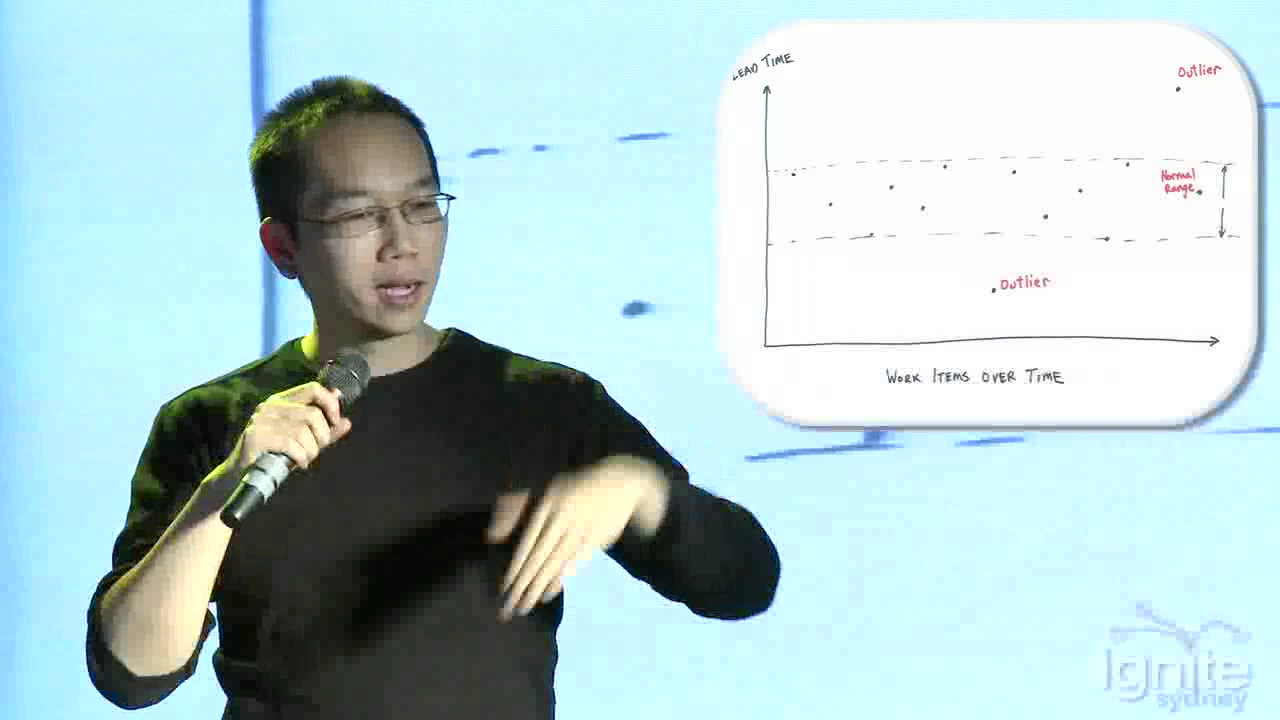 LEAD TIME
Outlier
Normal
Range
Outlier
WORK ITEMS OVER TIME
ignite
sydney